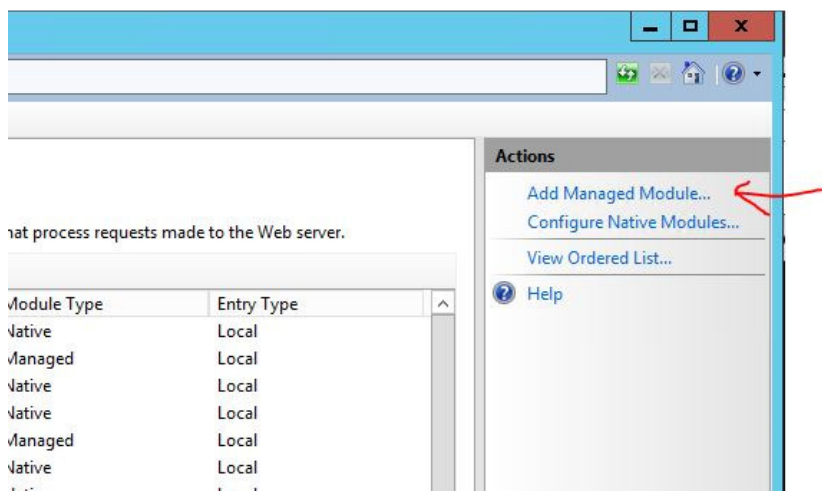 Actions
Add Managed Module...
Configure Native Modules...
View Ordered List...
Help
hat process requests made to the Web server.
Module Type Entry Type
Native Local
Managed Local
Native Local
Native Local
Managed Local
Native Local